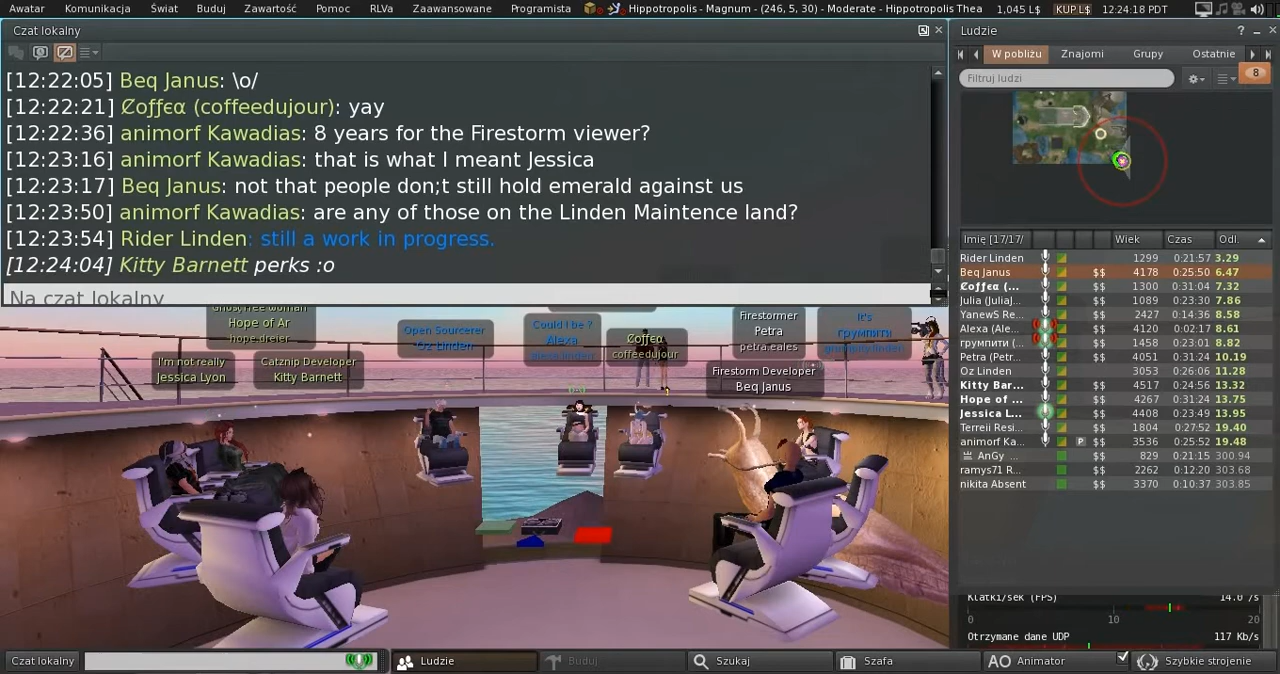 Awatar Komunikacja Świat Buduj Zawartość Pomoc RLVa Zaawansowane Programista Hippotropolis - Magnum - (246, 5, 30) - Moderate - Hippotropolis Thea 1,045 L$ KUP L$ 12:24:18 PDT
Czat lokalny
[12:22:05] Beq Janus: \o/
[12:22:21] Ȼσƒƒєα (coffeedujour): yay
[12:22:36] animorf Kawadias: 8 years for the Firestorm viewer?
[12:23:16] animorf Kawadias: that is what I meant Jessica
[12:23:17] Beq Janus: not that people don;t still hold emerald against us
[12:23:50] animorf Kawadias: are any of those on the Linden Maintence land?
[12:23:54] Rider Linden: still a work in progress.
[12:24:04] Kitty Barnett perks :o
Na czat lokalny
Ghost, free woman
Hope of Ar
hope.dreier
I'm not really
Jessica Lyon
Catznip Developer
Kitty Barnett
Open Sourcerer
Oz Linden
Could I be ?
Alexa
alexa.linden
Ȼσƒƒєα
coffeedujour
Firestormer
Petra
petra.eales
Firestorm Developer
Beq Janus
It's
грумпити
grumpity.linden
Ludzie
W pobliżu Znajomi Grupy Ostatnie
Filtruj ludzi
8
Imię [17/17/ Wiek Czas Odl.
Rider Linden 1299 0:21:57 3.29
Beq Janus $$ 4178 0:25:50 6.47
Ȼσƒƒєα (... $$ 1300 0:31:04 7.32
Julia (JuliaJ... $$ 1089 0:23:30 7.86
YanewS Re... $$ 2427 0:14:36 8.58
Alexa (Ale... $$ 4120 0:02:17 8.61
грумпити (... $$ 1458 0:23:01 8.82
Petra (Petr... $$ 4051 0:31:24 10.19
Oz Linden 3053 0:26:06 11.28
Kitty Bar... $$ 4517 0:24:56 13.32
Hope of ... $$ 4267 0:31:24 13.75
Jessica L... $$ 4408 0:23:49 13.95
Terreii Resi... $$ 1804 0:27:52 19.40
animorf Ka... P $$ 3536 0:25:52 19.48
AnGy ... $$ 829 0:21:15 300.94
ramys71 R... $$ 2262 0:12:20 303.68
nikita Absent $$ 3370 0:10:37 303.85
Klatki/sek (FPS) 14.0 /s
0 10 20
Otrzymane dane UDP 117 Kb/s
Czat lokalny Ludzie Buduj Szukaj Szafa AO Animator Szybkie strojenie